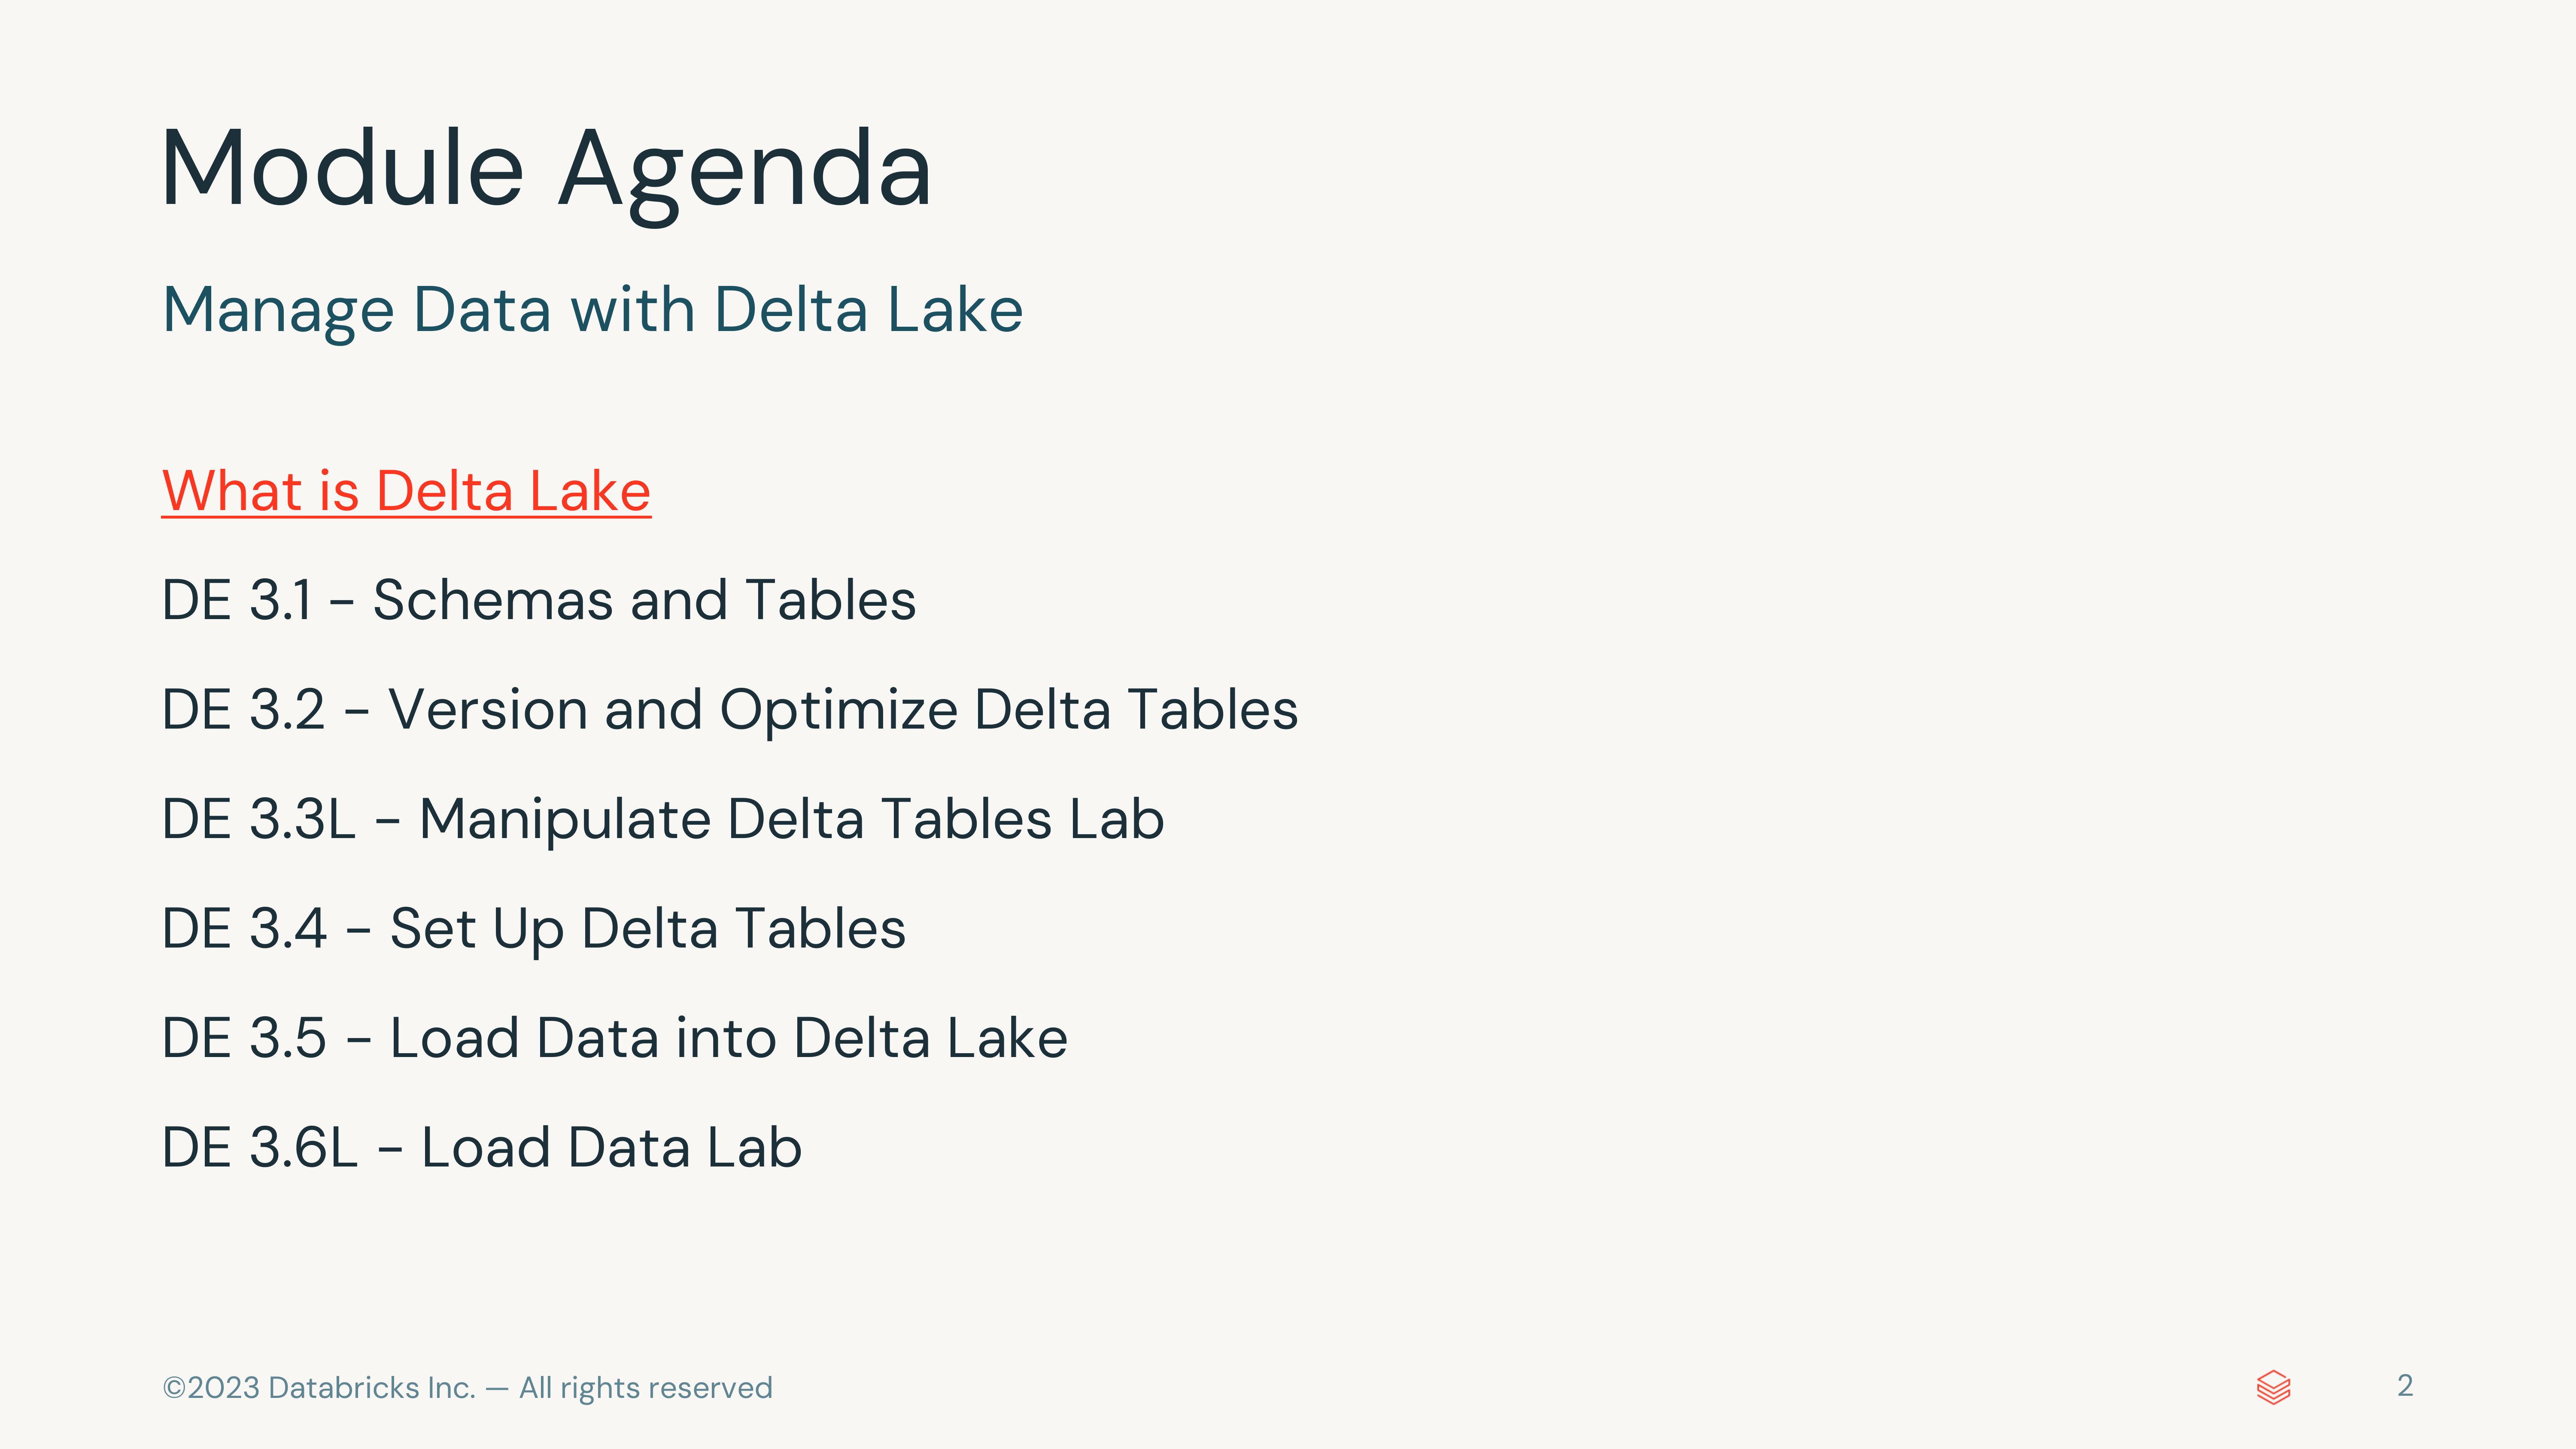 Module Agenda
Manage Data with Delta Lake
What is Delta Lake
DE 3.1 - Schemas and Tables
DE 3.2 - Version and Optimize Delta Tables
DE 3.3L - Manipulate Delta Tables Lab
DE 3.4 - Set Up Delta Tables
DE 3.5 - Load Data into Delta Lake
DE 3.6L - Load Data Lab
©2023 Databricks Inc. — All rights reserved
2